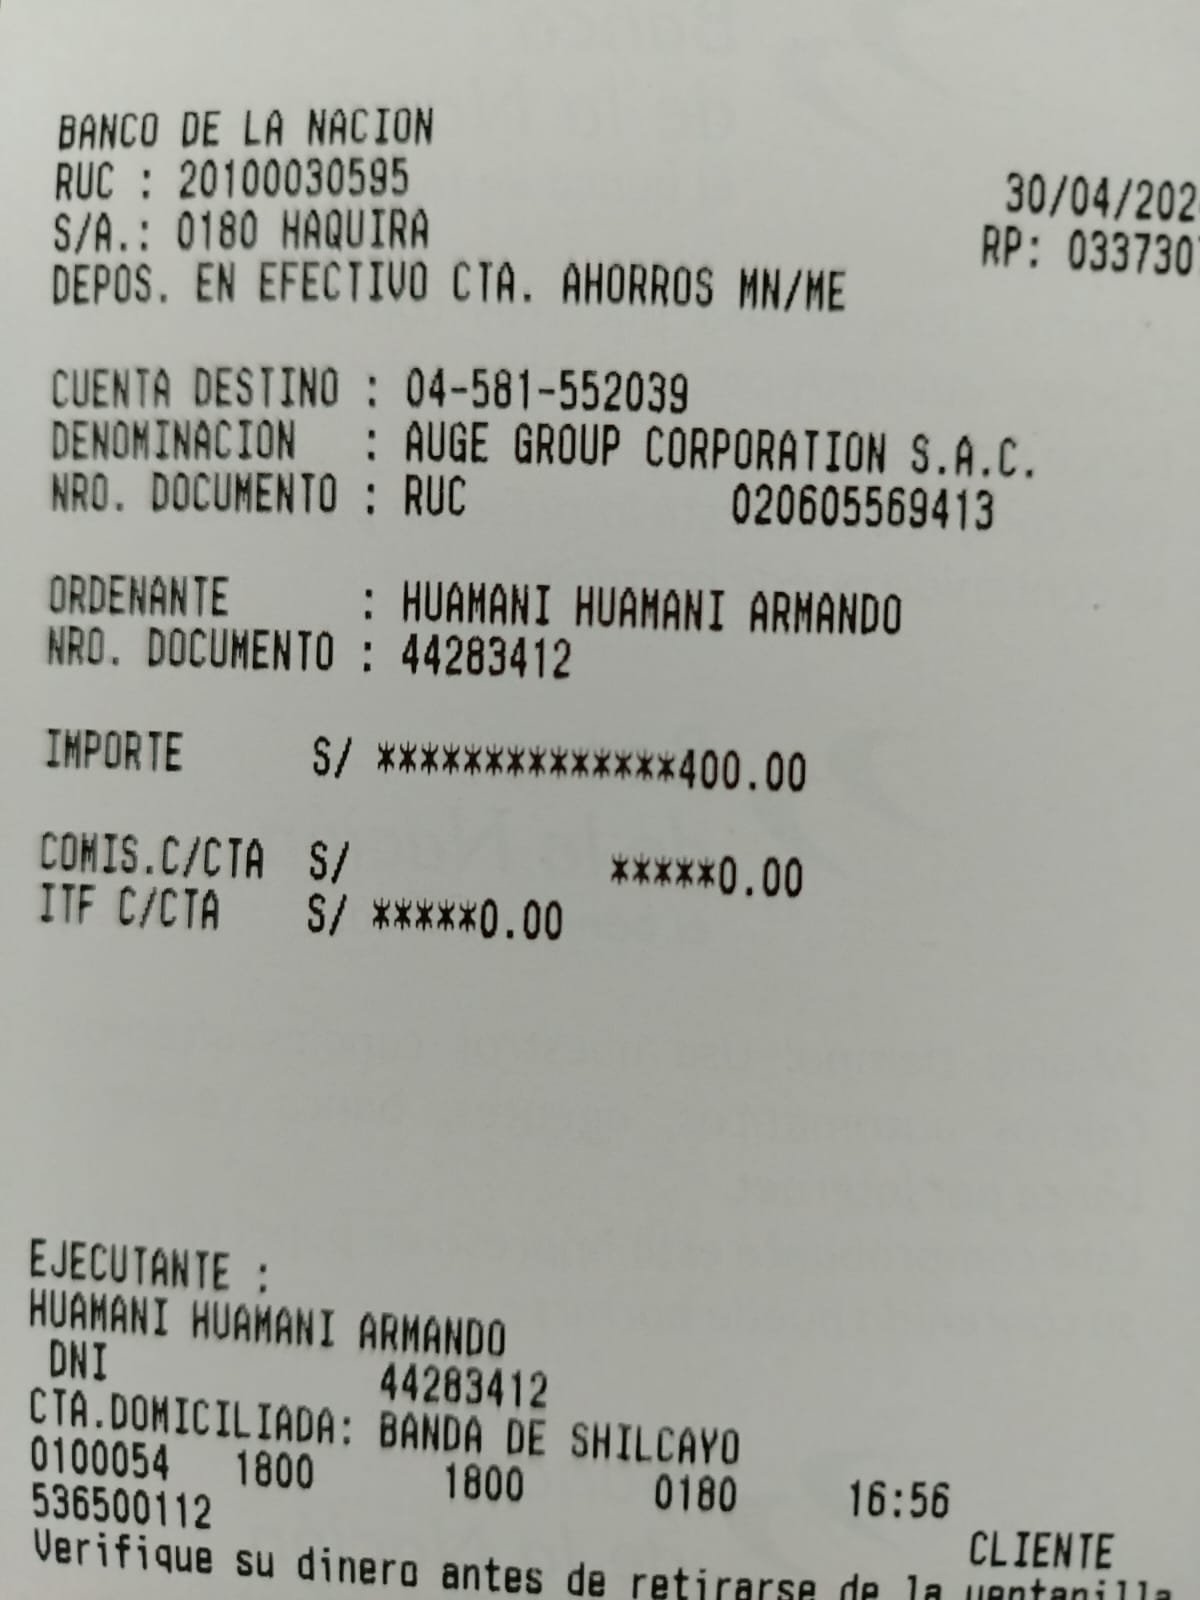 BANCO DE LA NACION
RUC : 20100030595
30/04/202
S/A.: 0180 HAQUIRA
RP: 033730
DEPOS. EN EFECTIVO CTA. AHORROS MN/ME
CUENTA DESTINO : 04-581-552039
DENOMINACION : AUGE GROUP CORPORATION S.A.C.
NRO. DOCUMENTO : RUC 020605569413
ORDENANTE : HUAMANI HUAMANI ARMANDO
NRO. DOCUMENTO : 44283412
IMPORTE S/ **************400.00
COMIS.C/CTA S/ *****0.00
ITF C/CTA S/ *****0.00
EJECUTANTE :
HUAMANI HUAMANI ARMANDO
DNI 44283412
CTA.DOMICILIADA: BANDA DE SHILCAYO
0100054 1800 1800 0180 16:56
536500112
CLIENTE
Verifique su dinero antes de retirarse de la ventanilla